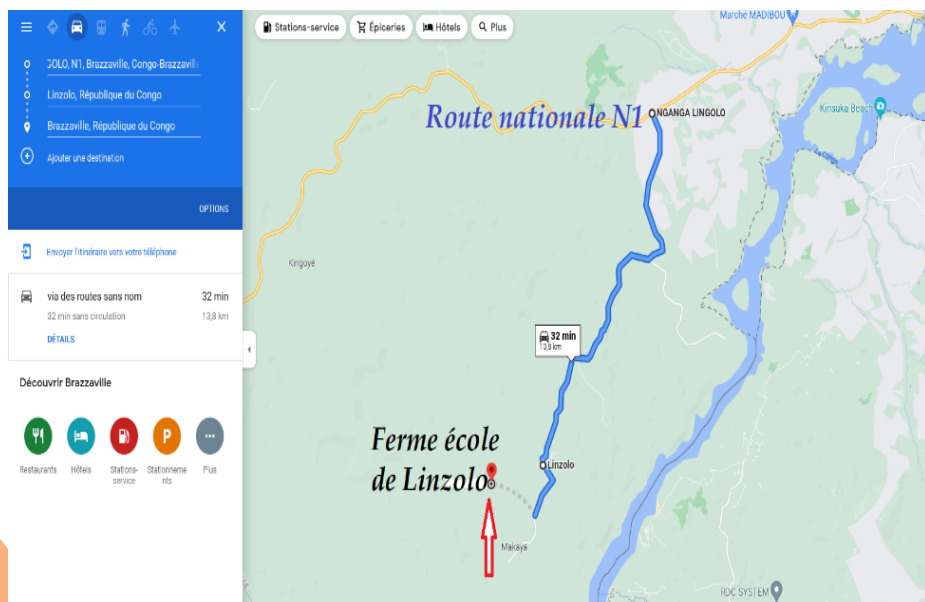 GOLO, N1, Brazzaville, Congo-Brazzavill
Linzolo, République du Congo
Brazzaville, République du Congo
Ajouter une destination
OPTIONS
Envoyer l'itinéraire vers votre téléphone
via des routes sans nom
32 min
32 min sans circulation
13,8 km
DÉTAILS
Découvrir Brazzaville
Restaurants
Hôtels
Stations-
service
Stationneme
nts
Plus
Stations-service
Épiceries
Hôtels
Plus
Marché MADIBOU
Route nationale N1
NGANGA LINGOLO
Kinsuka Beach
Kingoyé
32 min
13,8 km
Ferme école
de Linzolo
Linzolo
Makaya
RDC SYSTEM